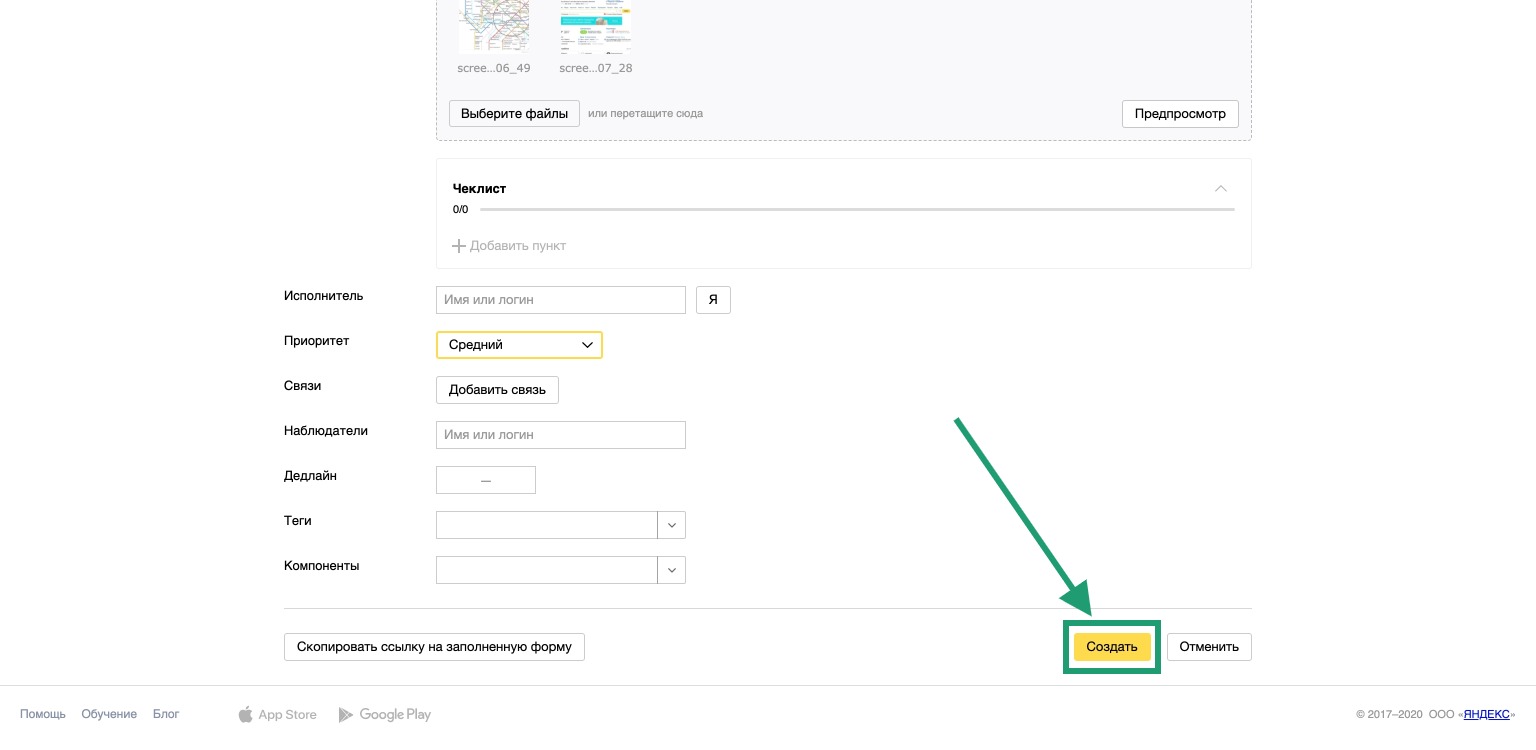 scree...06_49 scree...07_28
Выберите файлы или перетащите сюда Предпросмотр
Чеклист
0/0
Добавить пункт
Исполнитель Имя или логин Я
Приоритет Средний
Связи Добавить связь
Наблюдатели Имя или логин
Дедлайн —
Теги
Компоненты
Скопировать ссылку на заполненную форму Создать Отменить
Помощь Обучение Блог App Store Google Play © 2017–2020 ООО «ЯНДЕКС»